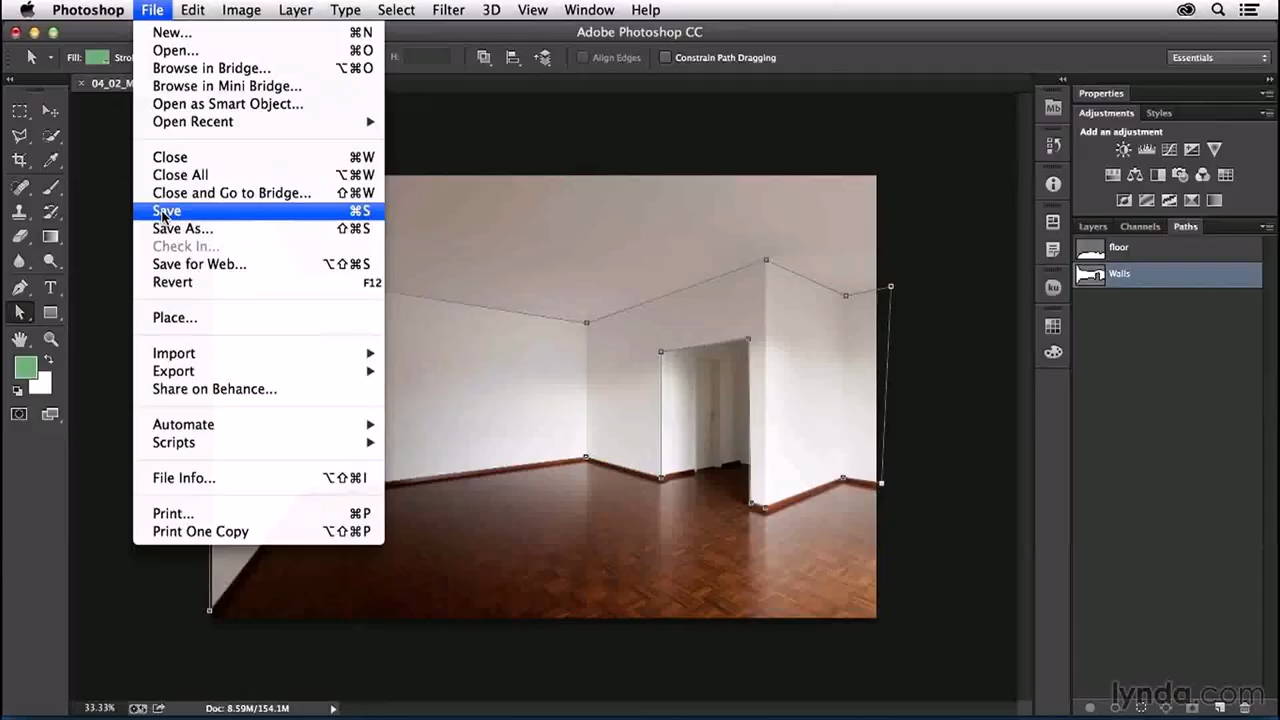 Photoshop File Edit Image Layer Type Select Filter 3D View Window Help
Adobe Photoshop CC
Fill: H: Align Edges Constrain Path Dragging Essentials
04_02_M
New... ⌘N
Open... ⌘O
Browse in Bridge... ⌥⌘O
Browse in Mini Bridge...
Open as Smart Object...
Open Recent
Close ⌘W
Close All ⌥⌘W
Close and Go to Bridge... ⇧⌘W
Save ⌘S
Save As... ⇧⌘S
Check In...
Save for Web... ⌥⇧⌘S
Revert F12
Place...
Import
Export
Share on Behance...
Automate
Scripts
File Info... ⌥⇧⌘I
Print... ⌘P
Print One Copy ⌥⇧⌘P
Mb
ku
Properties
Adjustments Styles
Add an adjustment
Layers Channels Paths
floor
Walls
33.33% Doc: 8.59M/154.1M
lynda.com